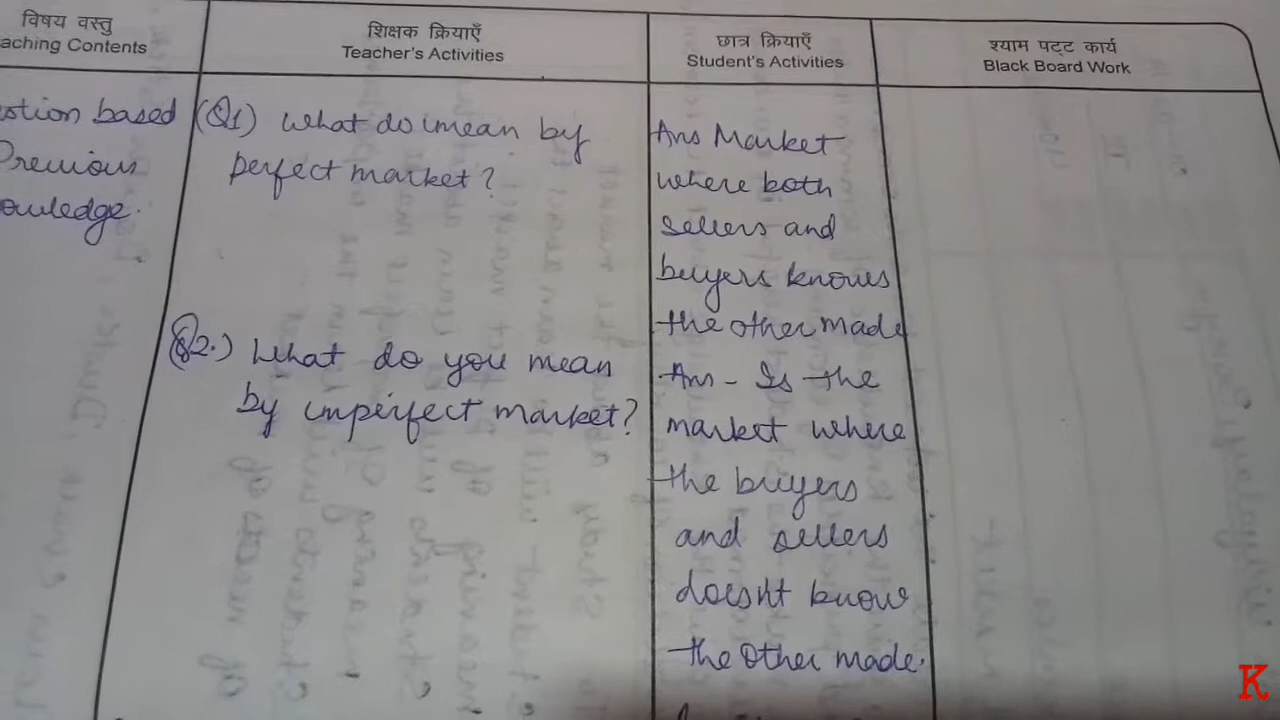 विषय वस्तु
aching Contents
शिक्षक क्रियाएँ
Teacher's Activities
छात्र क्रियाएँ
Student's Activities
श्याम पट्ट कार्य
Black Board Work
stion based
Previous
owledge.
(Q1) What do imean by
perfect market?
Ans Market
where both
sellers and
buyers knows
the other made
(Q2.) What do you mean
by imperfect market?
Ans - Is the
market where
the buyers
and sellers
doesn't know
the other made.
K